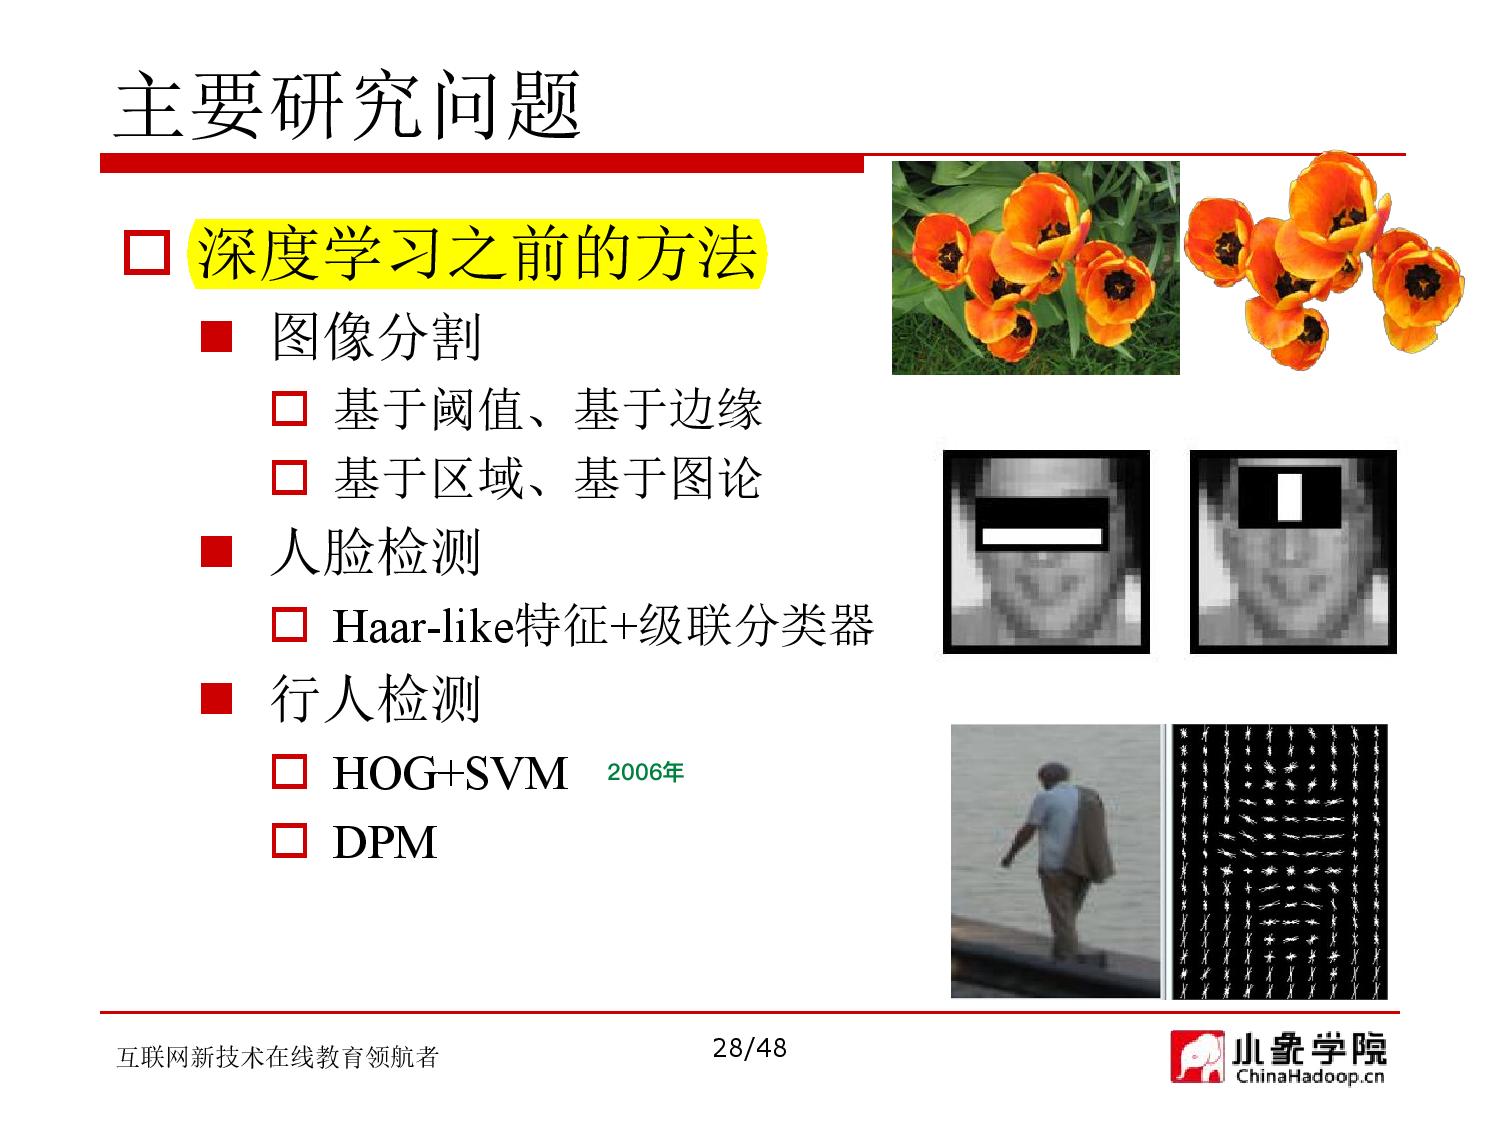 主要研究问题
深度学习之前的方法
图像分割
基于阈值、基于边缘
基于区域、基于图论
人脸检测
Haar-like特征+级联分类器
行人检测
HOG+SVM 2006年
DPM
互联网新技术在线教育领航者
28/48
小象学院
ChinaHadoop.cn